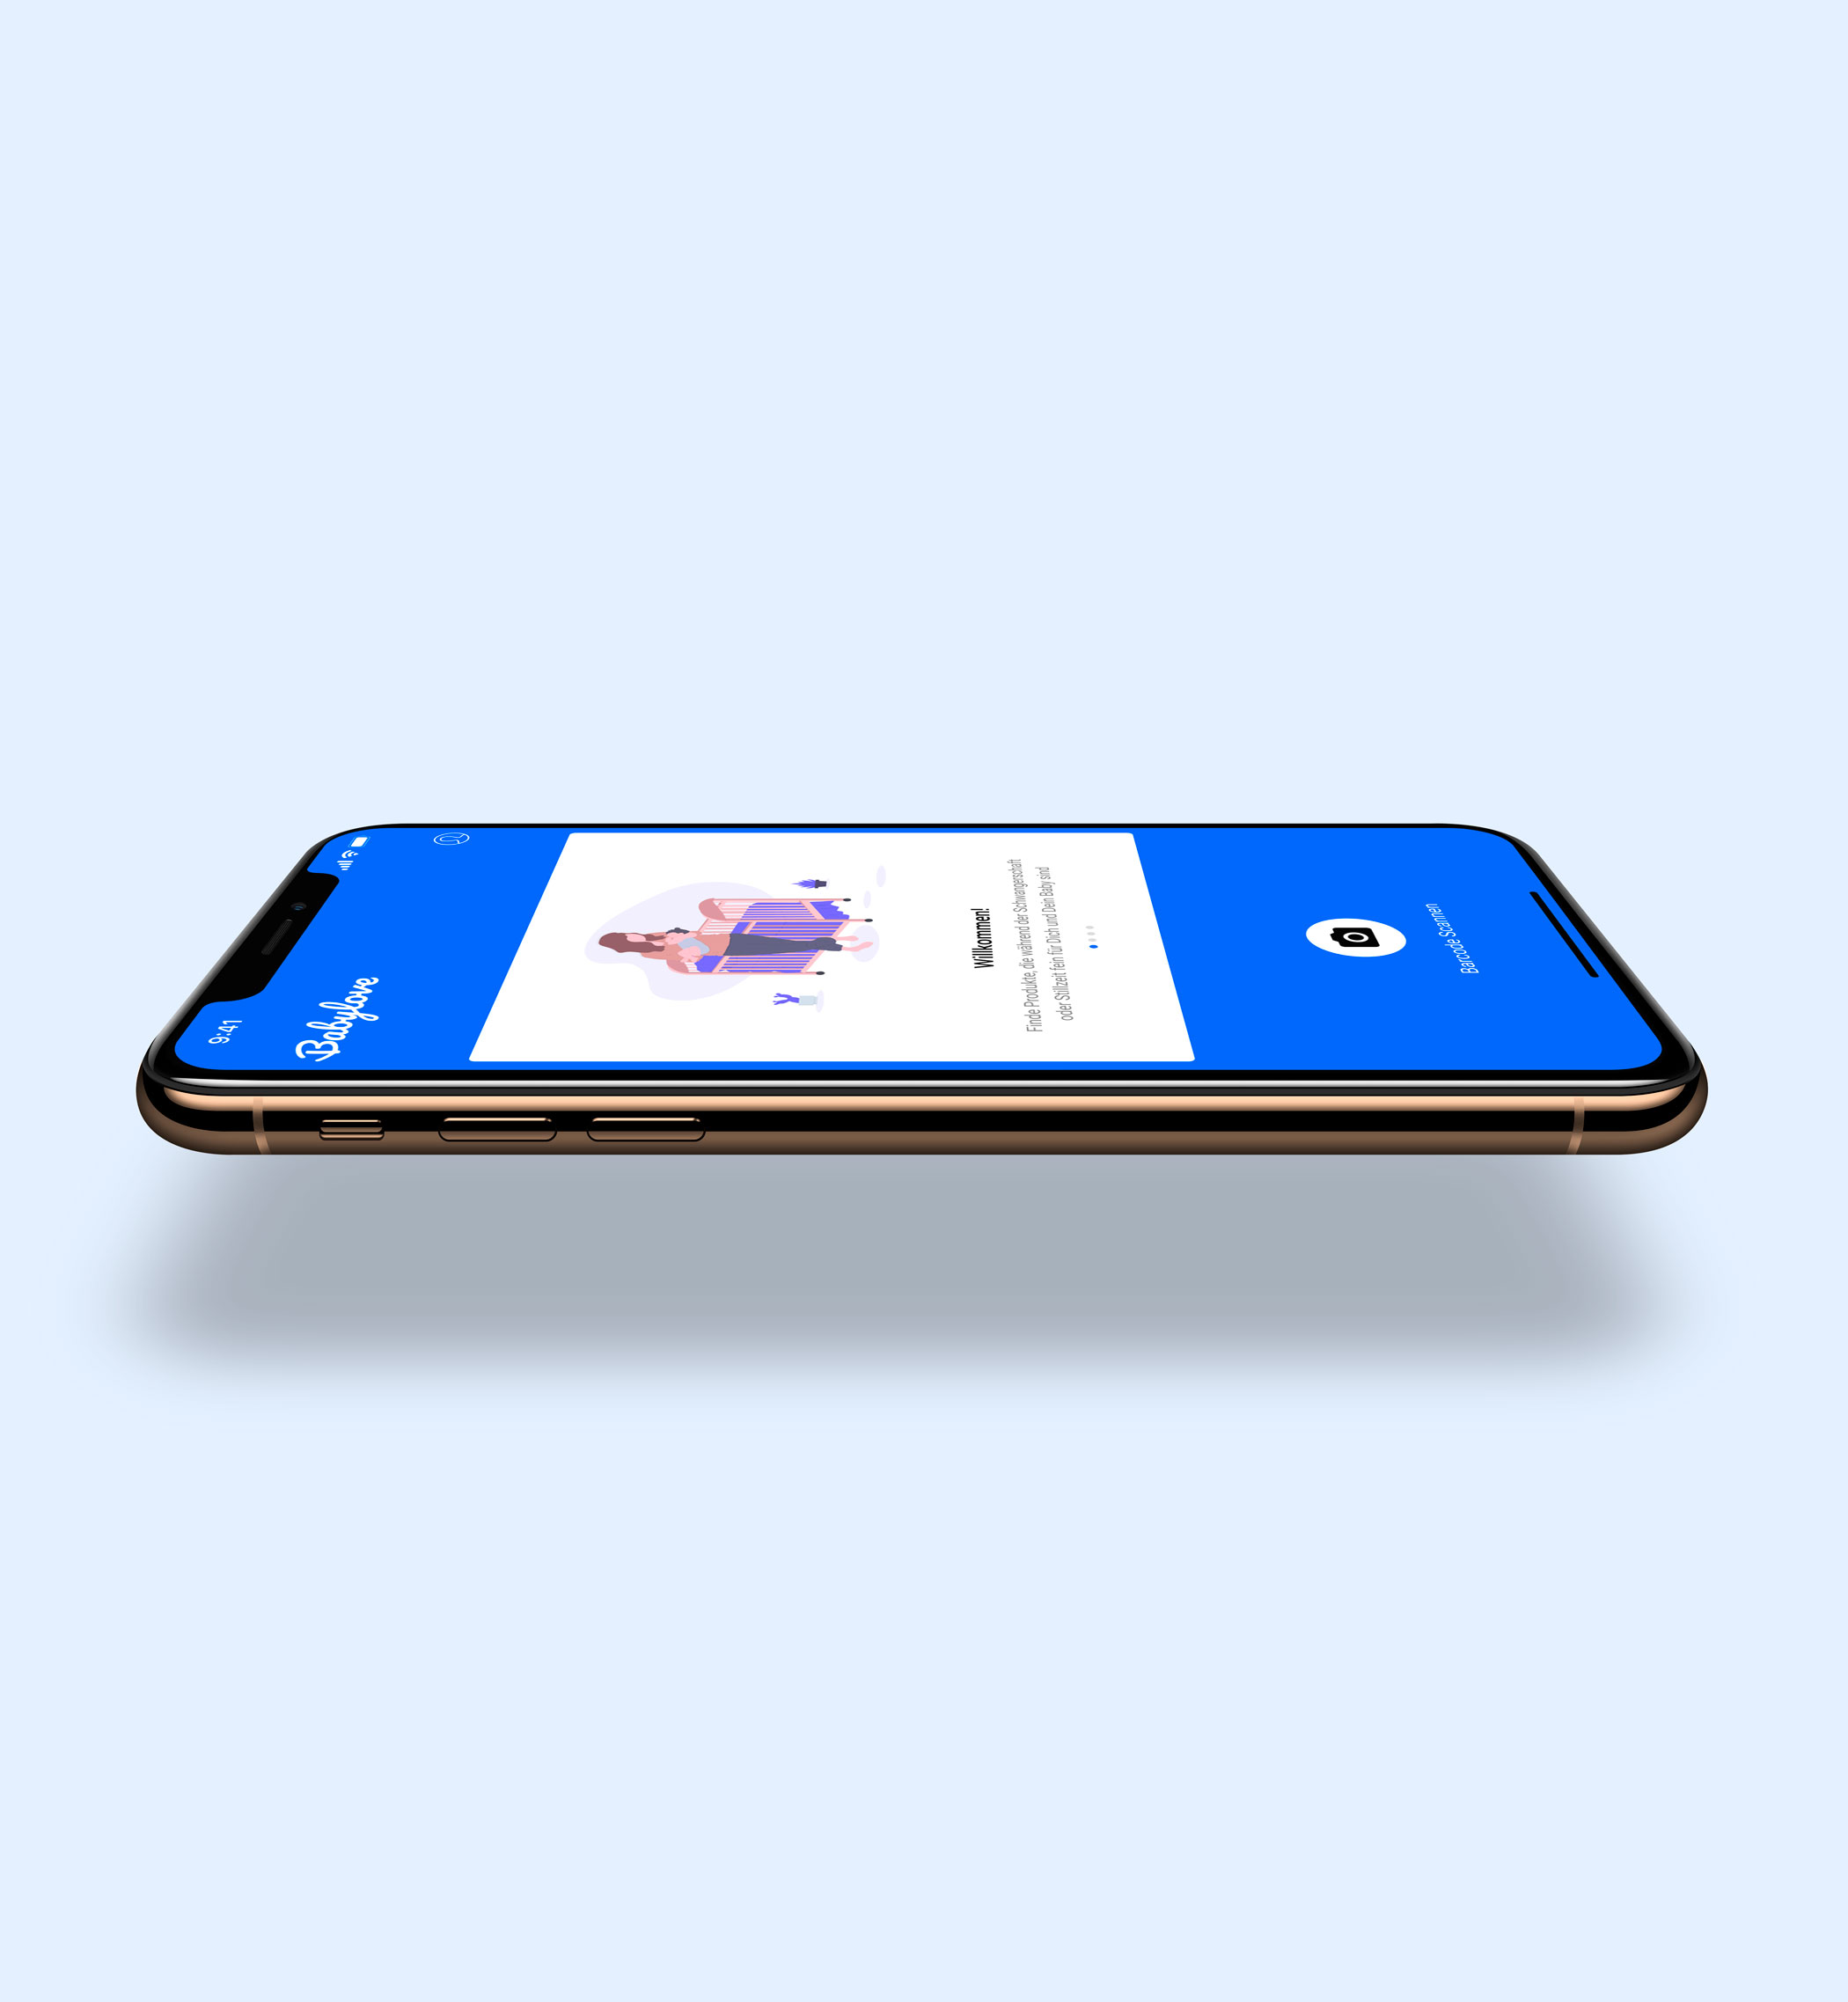 9:41
Babylove
Willkommen!
Finde Produkte, die während der Schwangerschaft
oder Stillzeit fein für Dich und Dein Baby sind
Barcode Scannen